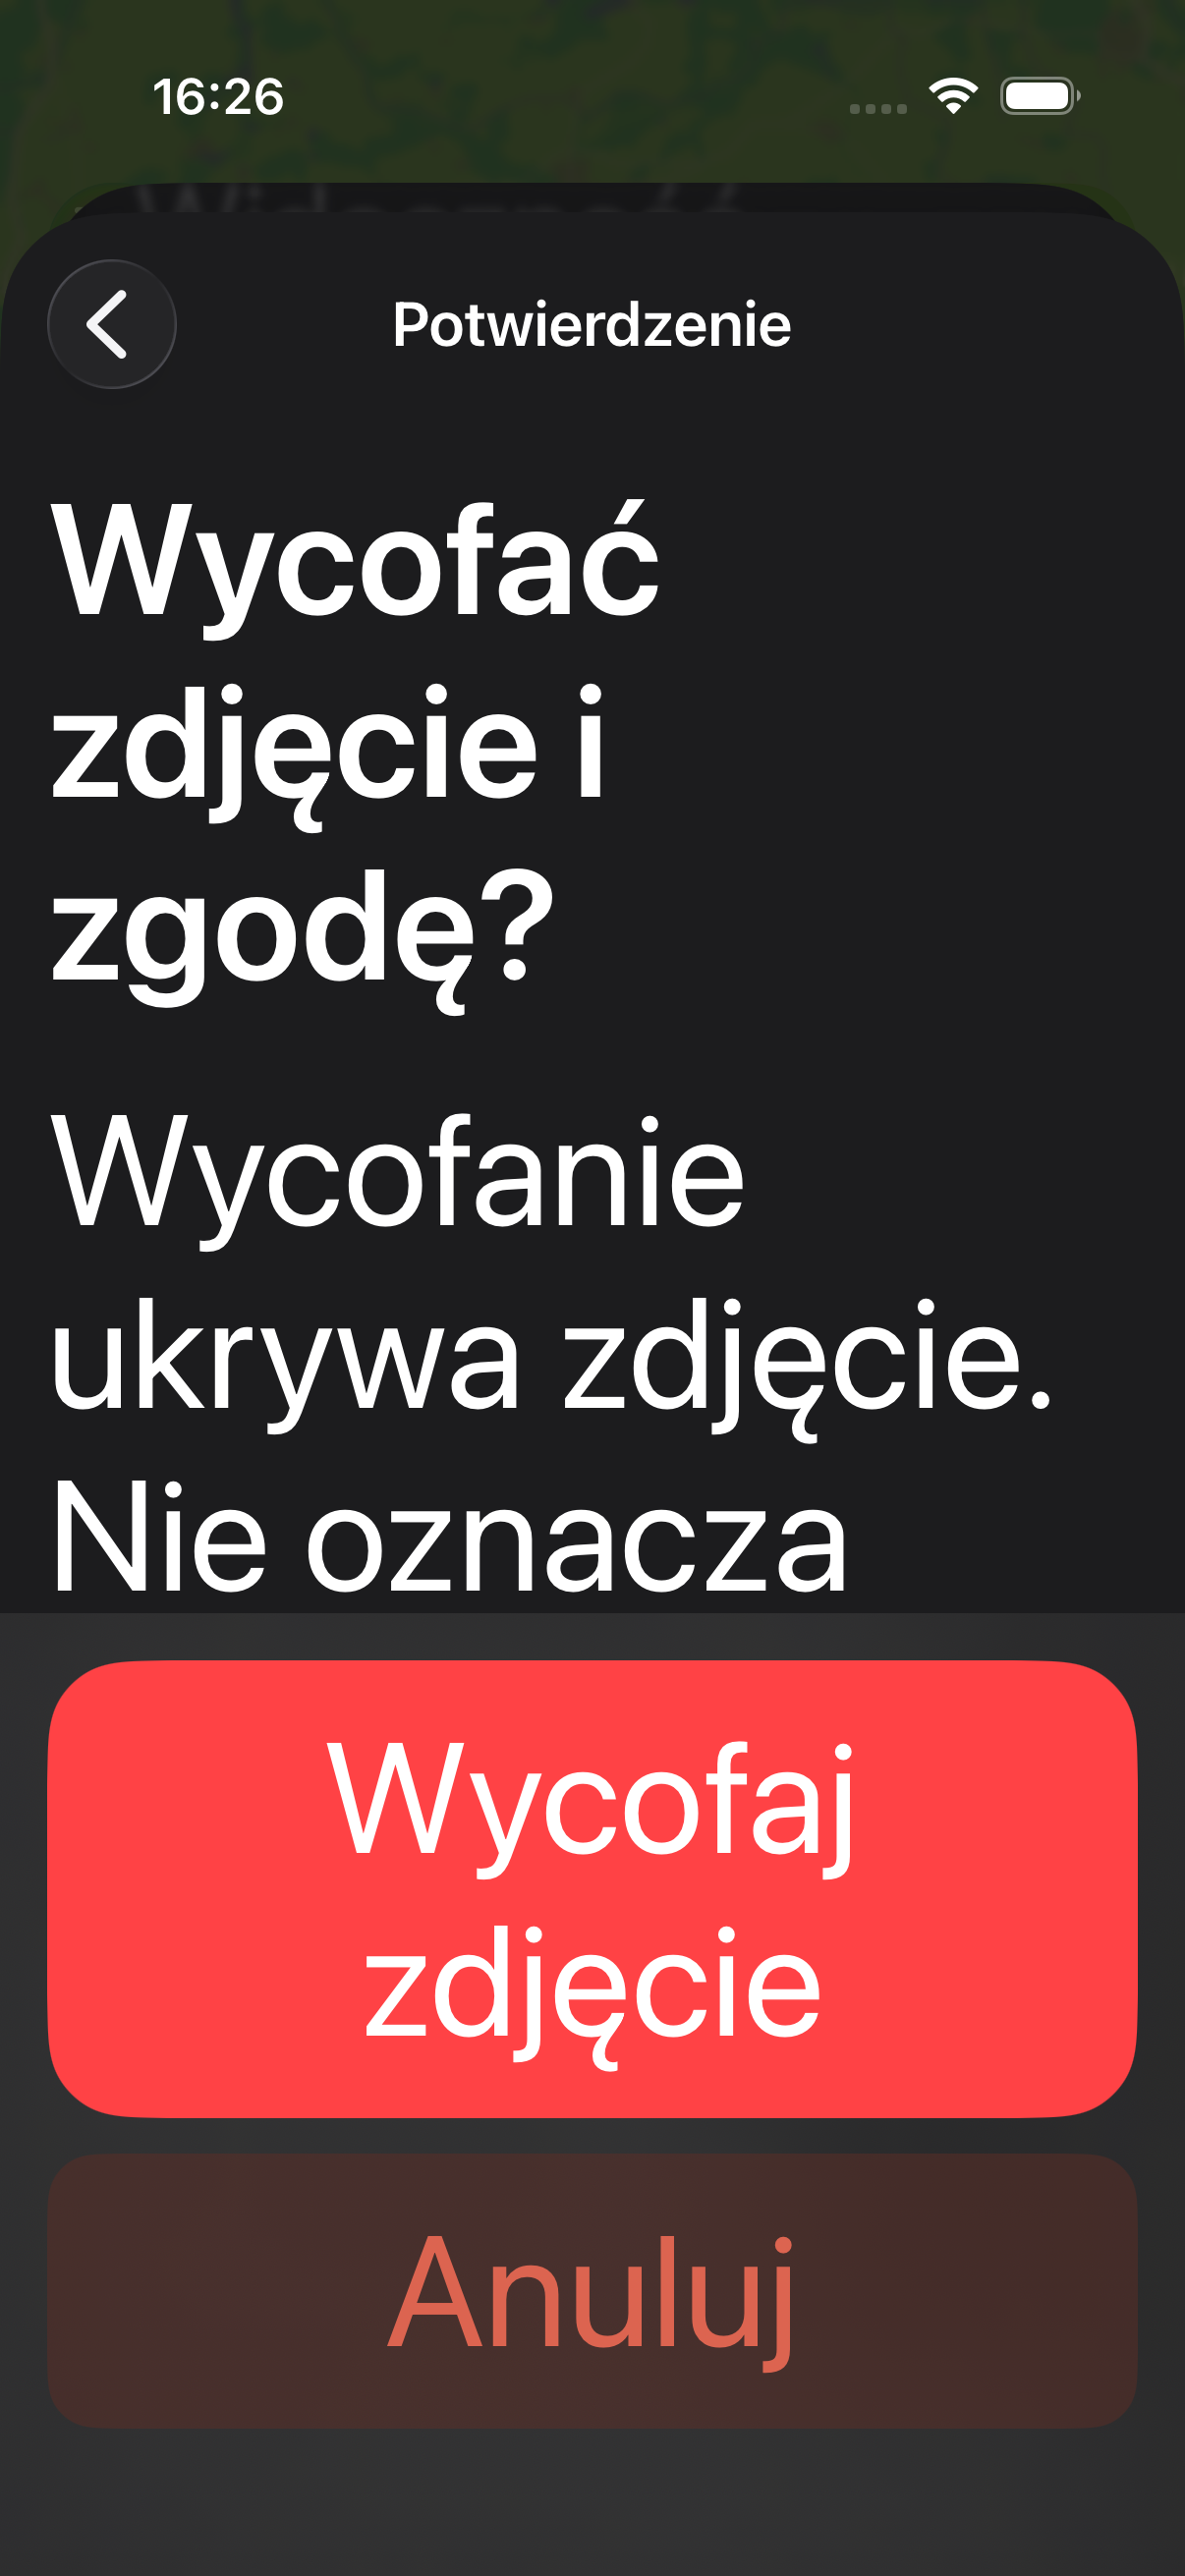 16:26
Potwierdzenie
Wycofać
zdjęcie i
zgodę?
Wycofanie
ukrywa zdjęcie.
Nie oznacza
Wycofaj
zdjęcie
Anuluj